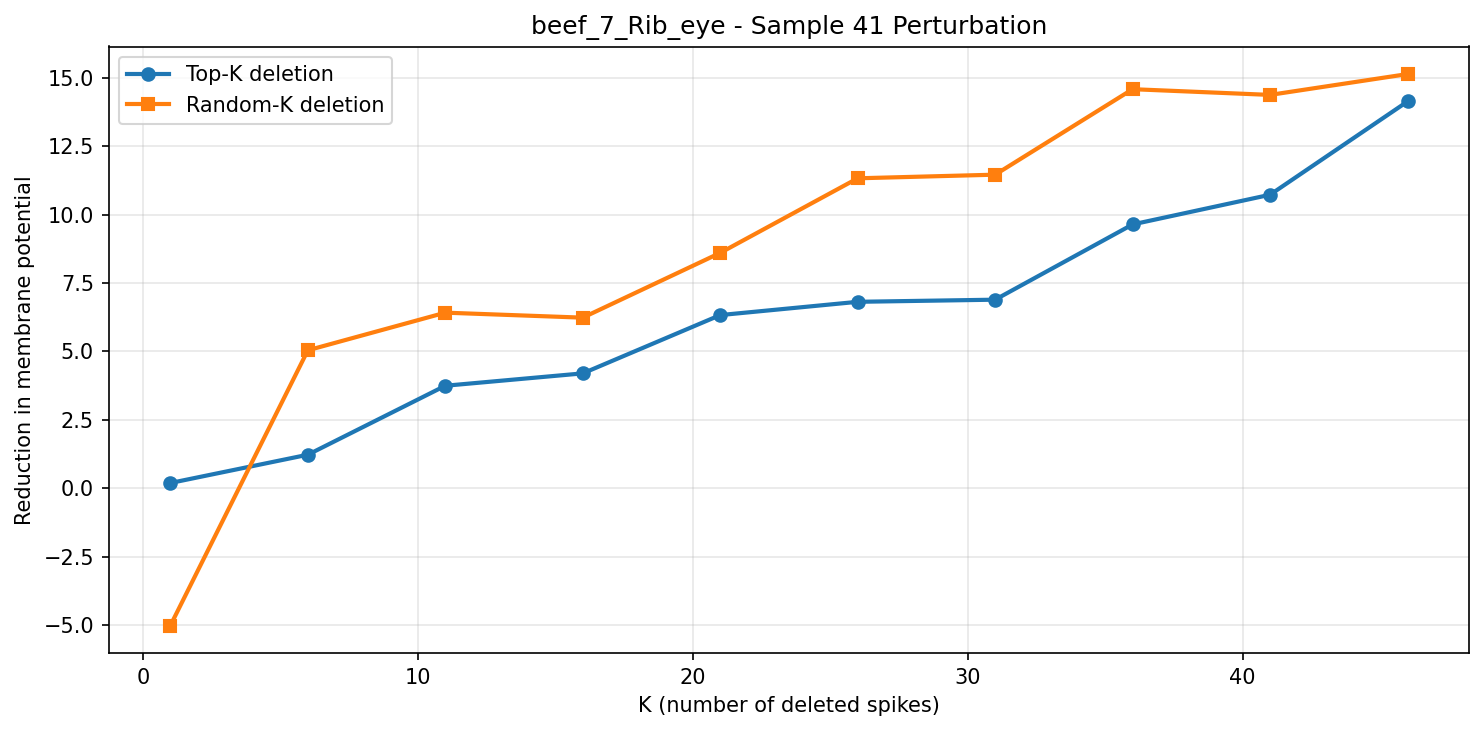 beef_7_Rib_eye - Sample 41 Perturbation
Top-K deletion
Random-K deletion
Reduction in membrane potential
15.0
12.5
10.0
7.5
5.0
2.5
0.0
−2.5
−5.0
0
10
20
30
40
K (number of deleted spikes)